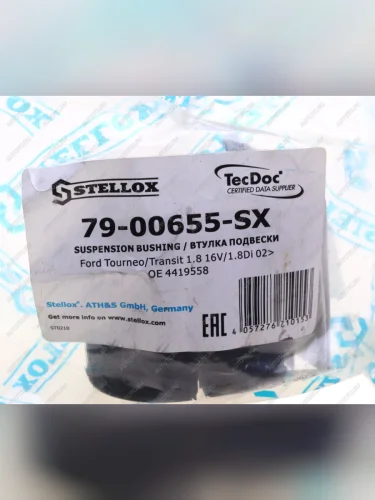 STELLOX
TecDoc
CERTIFIED DATA SUPPLIER
79-00655-SX
SUSPENSION BUSHING / ВТУЛКА ПОДВЕСКИ
Ford Tourneo/Transit 1.8 16V/1.8Di 02>
OE 4419558
Stellox®, ATH&S GmbH, Germany
Get more info on www.stellox.com
EAC